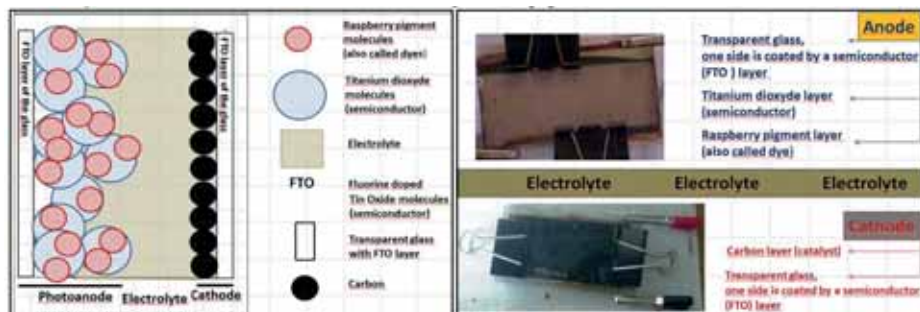 FTO layer of the glass
FTO layer of the glass
Photoanode
Electrolyte
Cathode
Raspberry pigment
molecules
(also called dyes)
Titanium dioxyde
molecules
(semiconductor)
Electrolyte
FTO
Fluorine doped
Tin Oxide molecules
(semiconductor)
Transparent glass
with FTO layer
Carbon
Anode
Transparent glass,
one side is coated by a semiconductor
(FTO ) layer
Titanium dioxyde layer
(semiconductor)
Raspberry pigment layer
(also called dye)
Electrolyte Electrolyte Electrolyte
Cathode
Carbon layer (catalyst)
Transparent glass,
one side is coated by a semiconductor
(FTO) layer